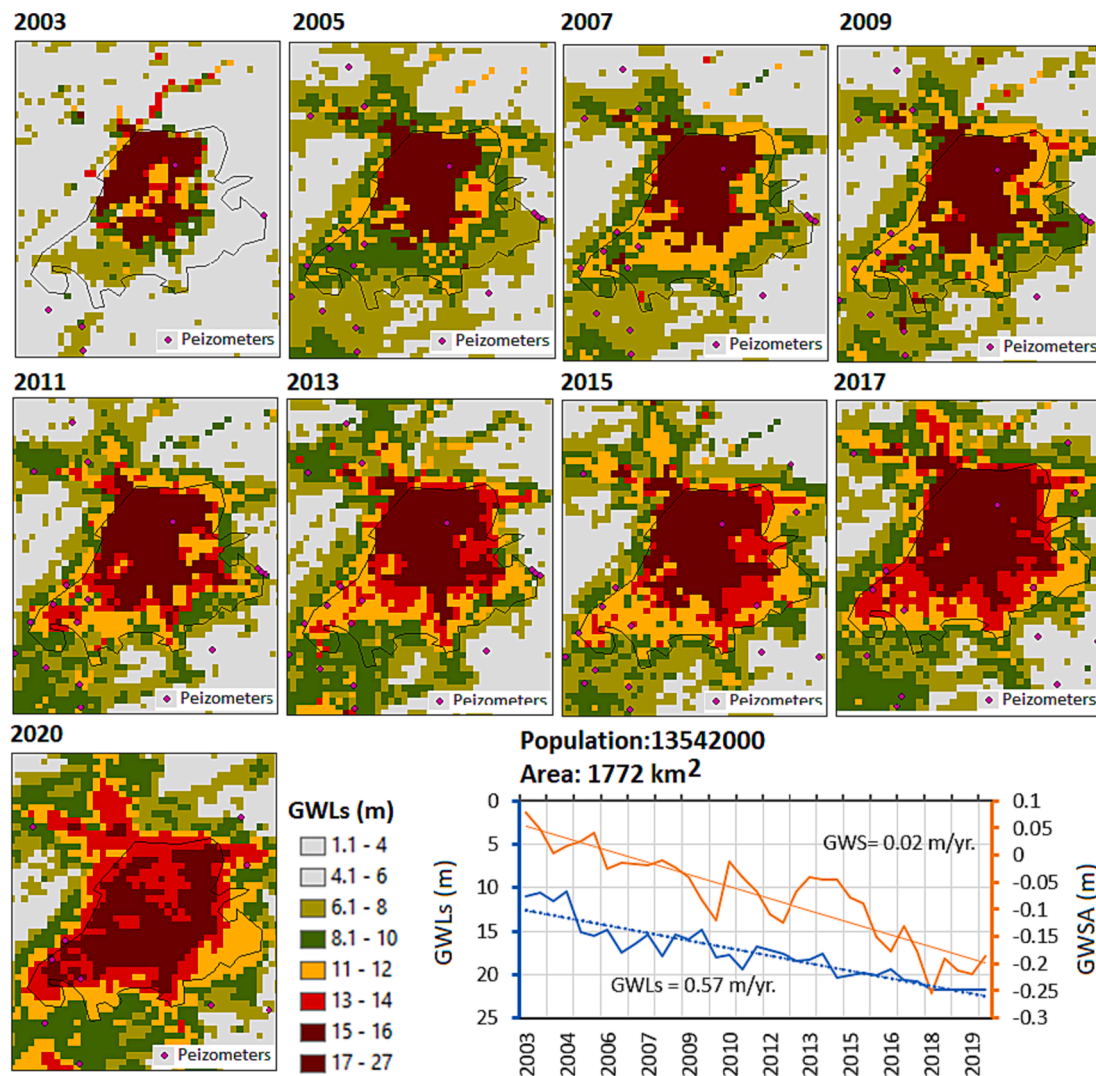 2003
2005
2007
2009
Peizometers
Peizometers
Peizometers
Peizometers
2011
2013
2015
2017
Peizometers
Peizometers
Peizometers
Peizometers
2020
Peizometers
GWLs (m)
1.1 - 4
4.1 - 6
6.1 - 8
8.1 - 10
11 - 12
13 - 14
15 - 16
17 - 27
Population:13542000
Area: 1772 km²
GWLs (m)
0
5
10
15
20
25
GWS= 0.02 m/yr.
GWLs = 0.57 m/yr.
0.1
0.05
0
-0.05
-0.1
-0.15
-0.2
-0.25
-0.3
GWSA (m)
2003
2004
2006
2007
2009
2010
2012
2013
2015
2016
2018
2019